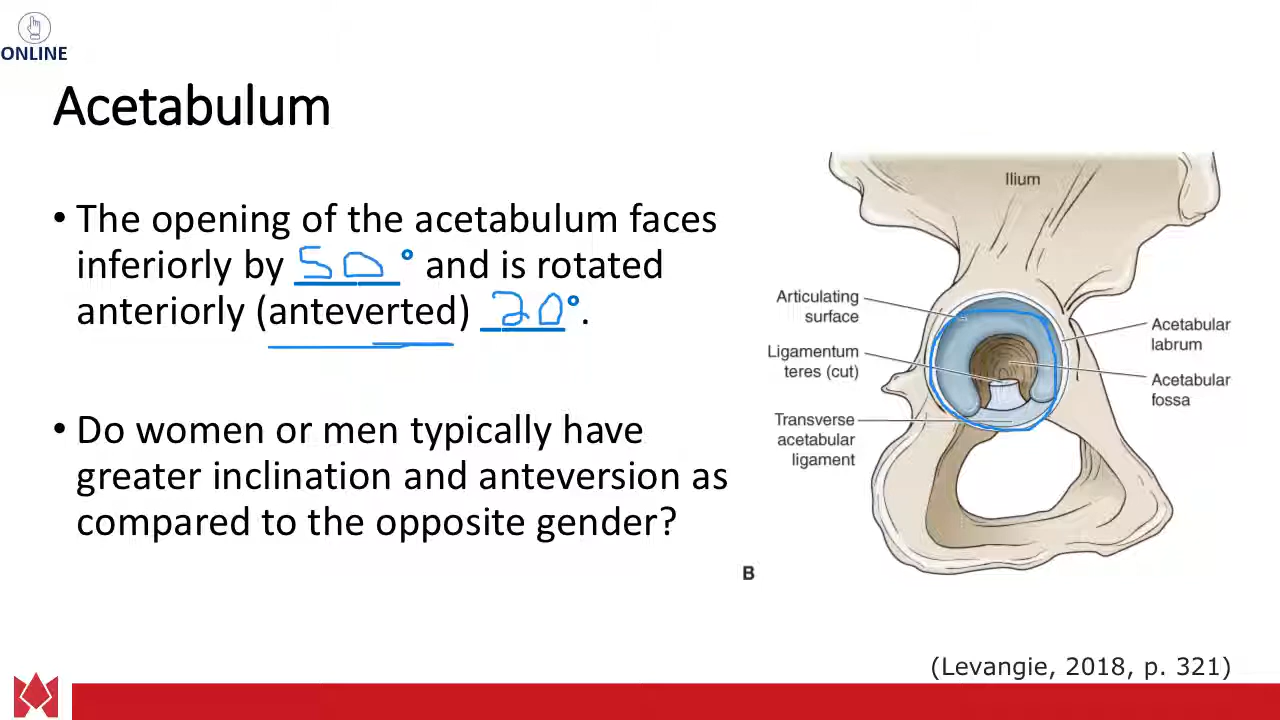 ONLINE
Acetabulum
• The opening of the acetabulum faces
inferiorly by 50° and is rotated
anteriorly (anteverted) 20°.
• Do women or men typically have
greater inclination and anteversion as
compared to the opposite gender?
Ilium
Articulating
surface
Ligamentum
teres (cut)
Transverse
acetabular
ligament
Acetabular
labrum
Acetabular
fossa
B
(Levangie, 2018, p. 321)